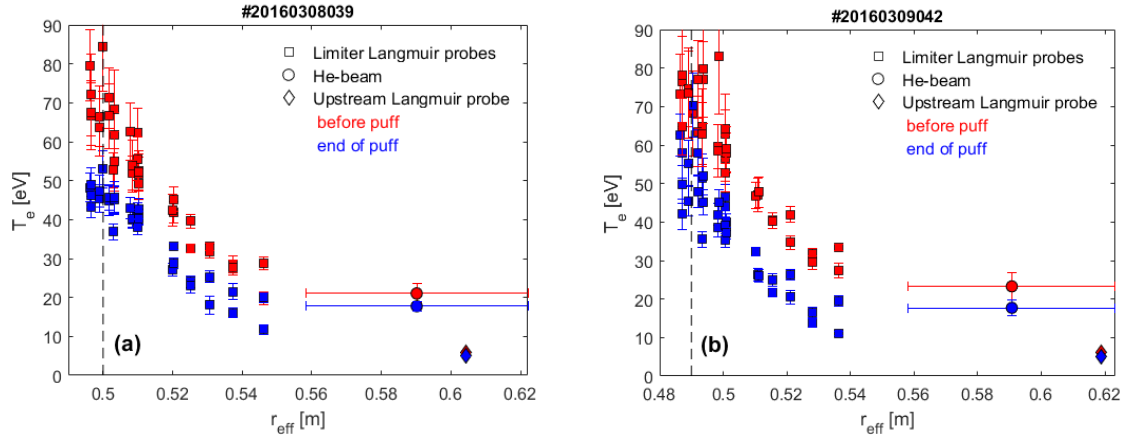 #20160308039
90
80
70
60
50
40
30
20
10
0
T_e [eV]
Limiter Langmuir probes
He-beam
Upstream Langmuir probe
before puff
end of puff
(a)
0.5 0.52 0.54 0.56 0.58 0.6 0.62
r_eff [m]
#20160309042
90
80
70
60
50
40
30
20
10
0
T_e [eV]
Limiter Langmuir probes
He-beam
Upstream Langmuir probe
before puff
end of puff
(b)
0.48 0.5 0.52 0.54 0.56 0.58 0.6 0.62
r_eff [m]